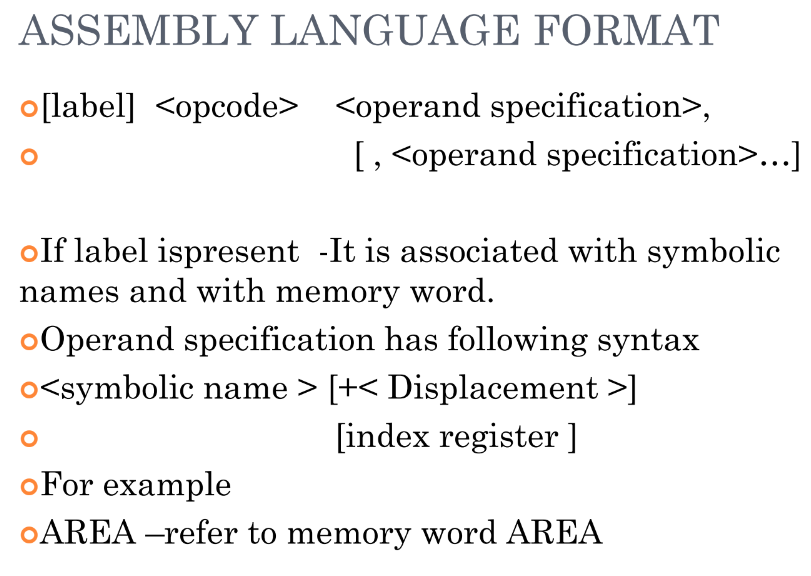 ASSEMBLY LANGUAGE FORMAT
[label] <opcode> <operand specification>,
[ , <operand specification>...]
If label ispresent -It is associated with symbolic
names and with memory word.
Operand specification has following syntax
<symbolic name > [+< Displacement >]
[index register ]
For example
AREA –refer to memory word AREA